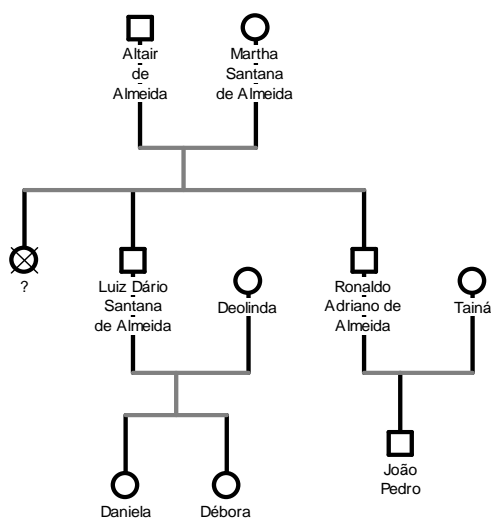 Altair
de
Almeida
Martha
Santana
de Almeida
?
Luiz Dário
Santana
de Almeida
Deolinda
Ronaldo
Adriano de
Almeida
Tainá
Daniela
Débora
João
Pedro